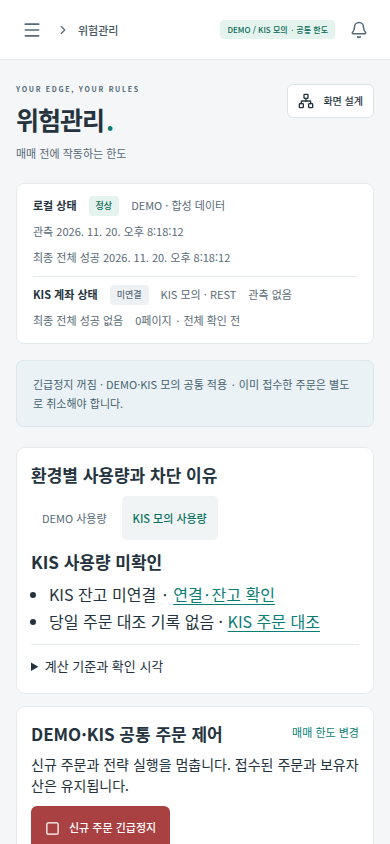 위험관리
DEMO / KIS 모의 · 공통 한도
YOUR EDGE, YOUR RULES
위험관리.
화면 설계
매매 전에 작동하는 한도
로컬 상태 정상 DEMO · 합성 데이터
관측 2026. 11. 20. 오후 8:18:12
최종 전체 성공 2026. 11. 20. 오후 8:18:12
KIS 계좌 상태 미연결 KIS 모의 · REST 관측 없음
최종 전체 성공 없음 0페이지 · 전체 확인 전
긴급정지 꺼짐 · DEMO·KIS 모의 공통 적용 · 이미 접수한 주문은 별도
로 취소해야 합니다.
환경별 사용량과 차단 이유
DEMO 사용량 KIS 모의 사용량
KIS 사용량 미확인
• KIS 잔고 미연결 · 연결·잔고 확인
• 당일 주문 대조 기록 없음 · KIS 주문 대조
▶ 계산 기준과 확인 시각
DEMO·KIS 공통 주문 제어
매매 한도 변경
신규 주문과 전략 실행을 멈춥니다. 접수된 주문과 보유자
산은 유지됩니다.
신규 주문 긴급정지